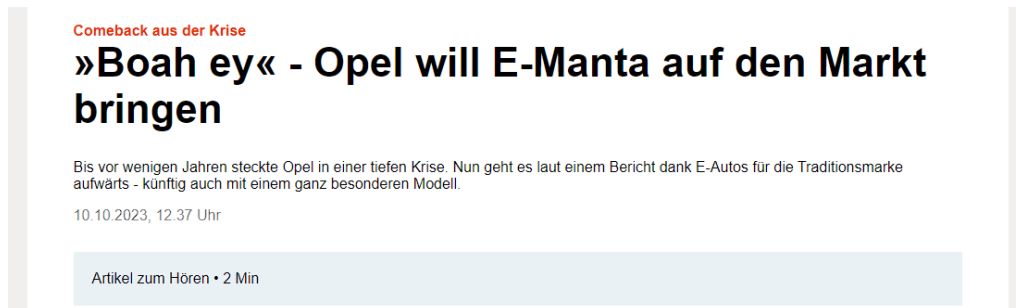 Comeback aus der Krise
»Boah ey« - Opel will E-Manta auf den Markt
bringen
Bis vor wenigen Jahren steckte Opel in einer tiefen Krise. Nun geht es laut einem Bericht dank E-Autos für die Traditionsmarke
aufwärts - künftig auch mit einem ganz besonderen Modell.
10.10.2023, 12.37 Uhr
Artikel zum Hören • 2 Min